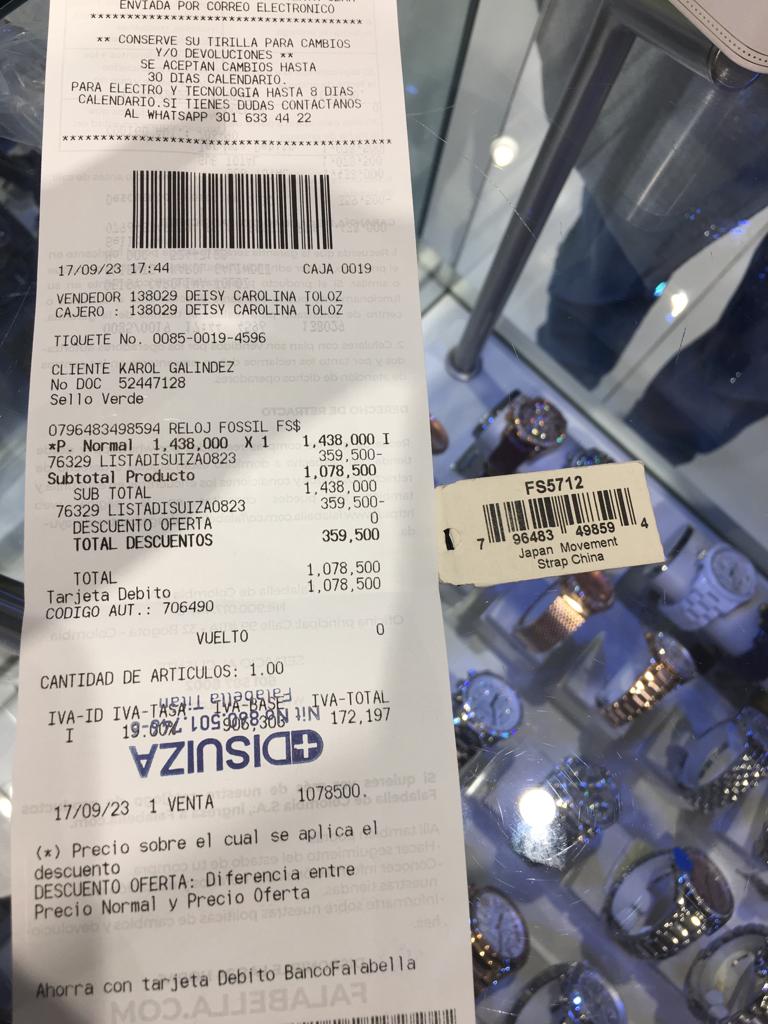 ENVIADA POR CORREO ELECTRONICO
** CONSERVE SU TIRILLA PARA CAMBIOS
Y/O DEVOLUCIONES **
SE ACEPTAN CAMBIOS HASTA
30 DIAS CALENDARIO.
PARA ELECTRO Y TECNOLOGIA HASTA 8 DIAS
CALENDARIO.SI TIENES DUDAS CONTACTANOS
AL WHATSAPP 301 633 44 22
17/09/23 17:44 CAJA 0019
VENDEDOR 138029 DEISY CAROLINA TOLOZ
CAJERO : 138029 DEISY CAROLINA TOLOZ
TIQUETE No. 0085-0019-4596
CLIENTE KAROL GALINDEZ
No DOC 52447128
Sello Verde
0796483498594 RELOJ FOSSIL FS$
*P. Normal 1,438,000 X 1 1,438,000 I
76329 LISTADISUIZA0823 359,500-
Subtotal Producto 1,078,500
SUB TOTAL 1,438,000
76329 LISTADISUIZA0823 359,500-
DESCUENTO OFERTA 0
TOTAL DESCUENTOS 359,500
TOTAL 1,078,500
Tarjeta Debito 1,078,500
CODIGO AUT.: 706490
VUELTO 0
CANTIDAD DE ARTICULOS: 1.00
IVA-ID IVA-TASA IVA-BASE IVA-TOTAL
I 19.00% 906,303 172,197
Falabella Titan
DISUIZA
17/09/23 1 VENTA 1078500.
(*) Precio sobre el cual se aplica el
descuento
DESCUENTO OFERTA: Diferencia entre
Precio Normal y Precio Oferta
Ahorra con tarjeta Debito BancoFalabella
FALABELLA.COM
FS5712
7 96483 49859 4
Japan Movement
Strap China